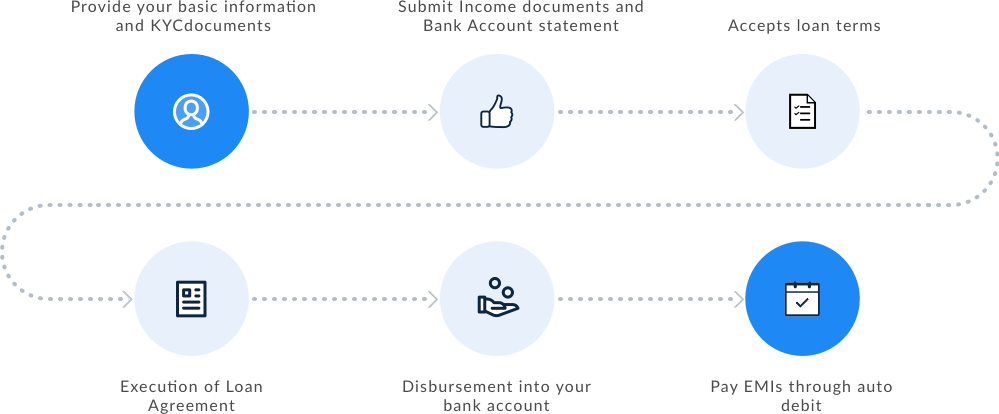 Provide your basic information
and KYCdocuments
Submit Income documents and
Bank Account statement
Accepts loan terms
Execution of Loan
Agreement
Disbursement into your
bank account
Pay EMIs through auto
debit